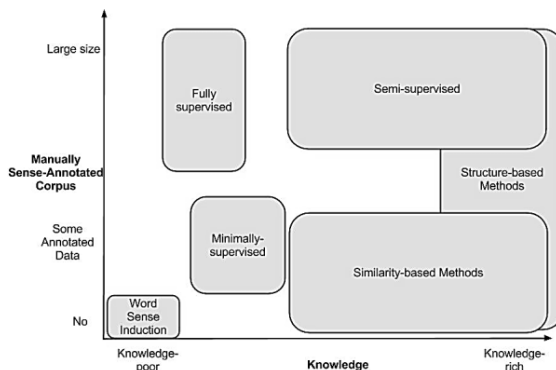 Large size
Fully
supervised
Semi-supervised
Manually
Sense-Annotated
Corpus
Structure-based
Methods
Some
Annotated
Data
Minimally-
supervised
Similarity-based Methods
No
Word
Sense
Induction
Knowledge-
poor
Knowledge
Knowledge-
rich